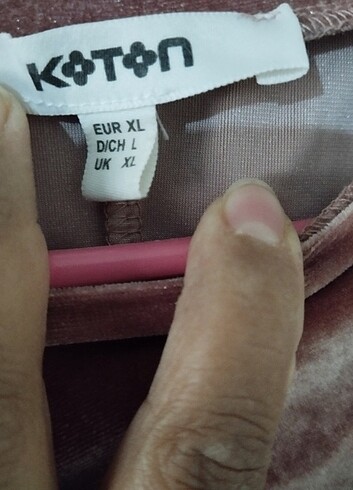 KOTON
EUR XL
D/CH L
UK XL